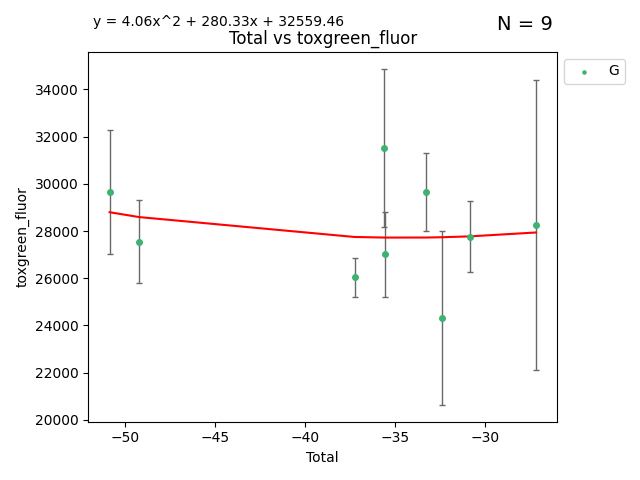 y = 4.06x^2 + 280.33x + 32559.46
N = 9
Total vs toxgreen_fluor
G
toxgreen_fluor
34000
32000
30000
28000
26000
24000
22000
20000
−50
−45
−40
−35
−30
Total